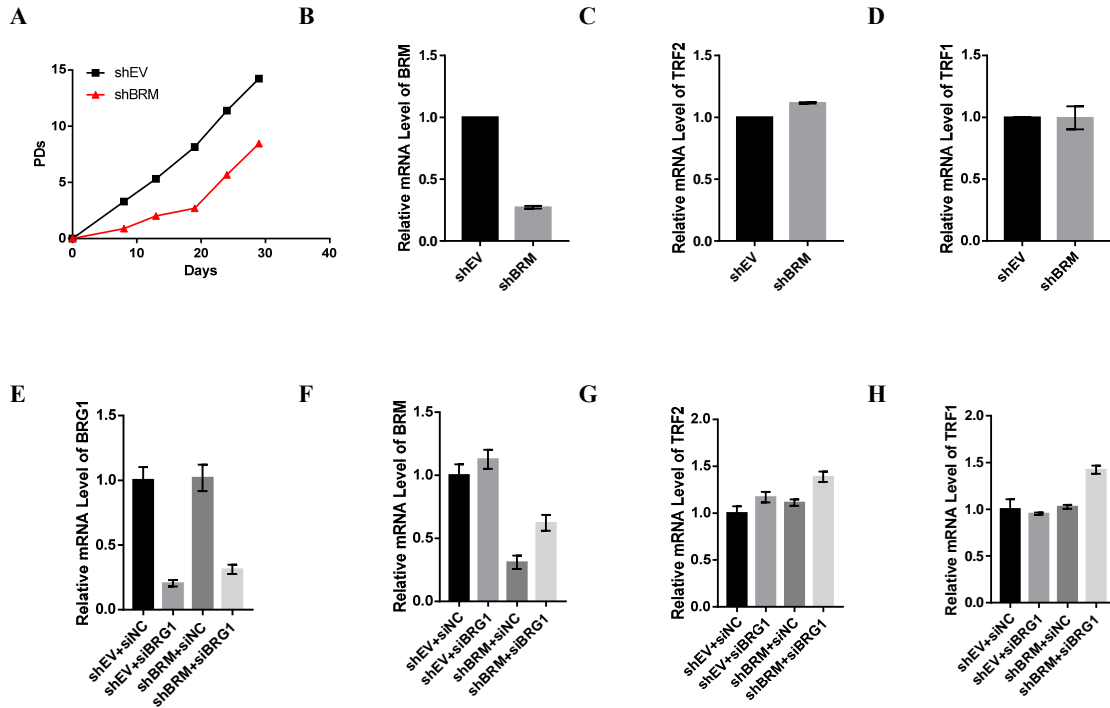 A
B
C
D
shEV
shBRM
PDs
15
10
5
0
0
10
20
30
40
Days
Relative mRNA Level of BRM
1.5
1.0
0.5
0.0
shEV
shBRM
Relative mRNA Level of TRF2
1.5
1.0
0.5
0.0
shEV
shBRM
Relative mRNA Level of TRF1
1.5
1.0
0.5
0.0
shEV
shBRM
E
F
G
H
Relative mRNA Level of BRG1
1.5
1.0
0.5
0.0
shEV+siNC
shEV+siBRG1
shBRM+siNC
shBRM+siBRG1
Relative mRNA Level of BRM
1.5
1.0
0.5
0.0
shEV+siNC
shEV+siBRG1
shBRM+siNC
shBRM+siBRG1
Relative mRNA Level of TRF2
2.0
1.5
1.0
0.5
0.0
shEV+siNC
shEV+siBRG1
shBRM+siNC
shBRM+siBRG1
Relative mRNA Level of TRF1
2.0
1.5
1.0
0.5
0.0
shEV+siNC
shEV+siBRG1
shBRM+siNC
shBRM+siBRG1